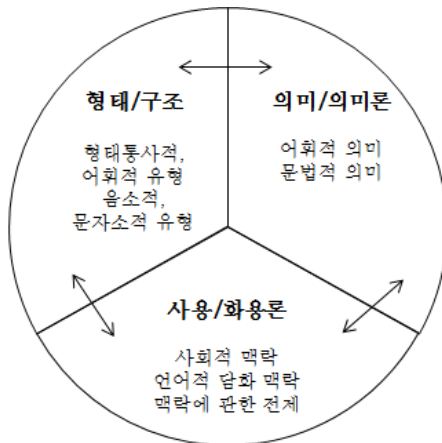 형태/구조
형태통사적,
어휘적 유형
음소적,
문자소적 유형
의미/의미론
어휘적 의미
문법적 의미
사용/화용론
사회적 맥락
언어적 담화 맥락
맥락에 관한 전제